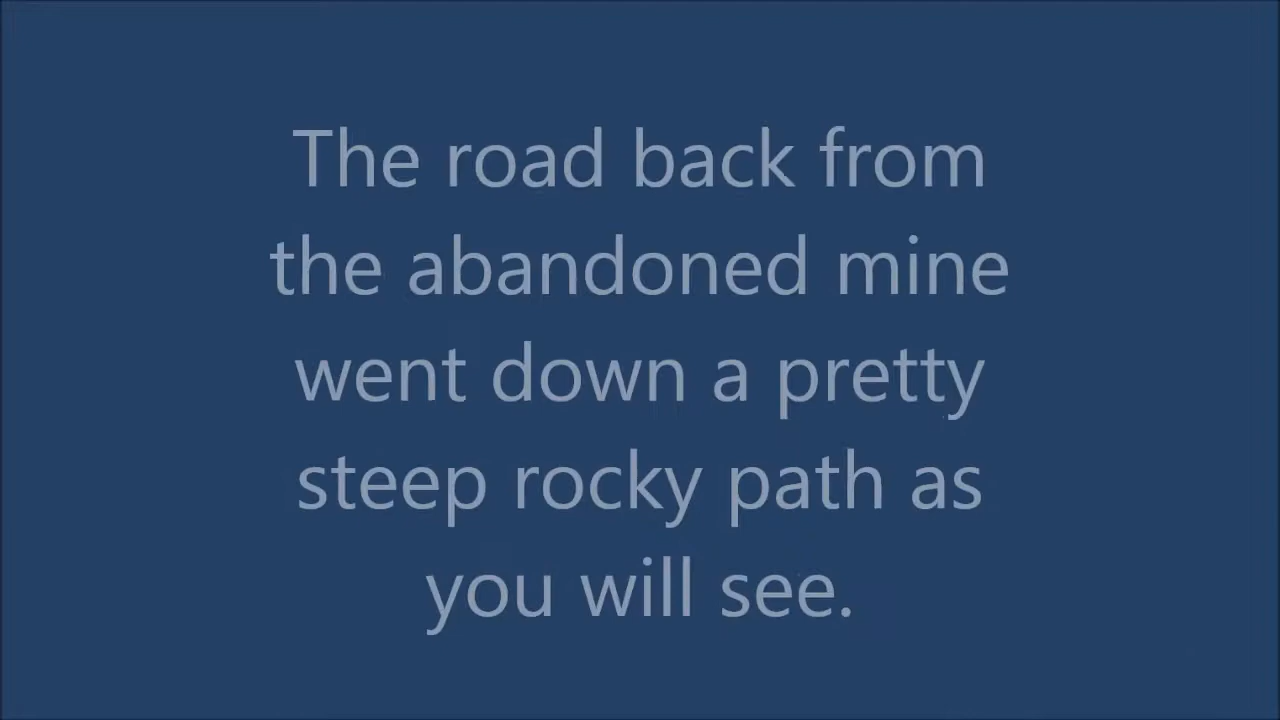 The road back from
the abandoned mine
went down a pretty
steep rocky path as
you will see.